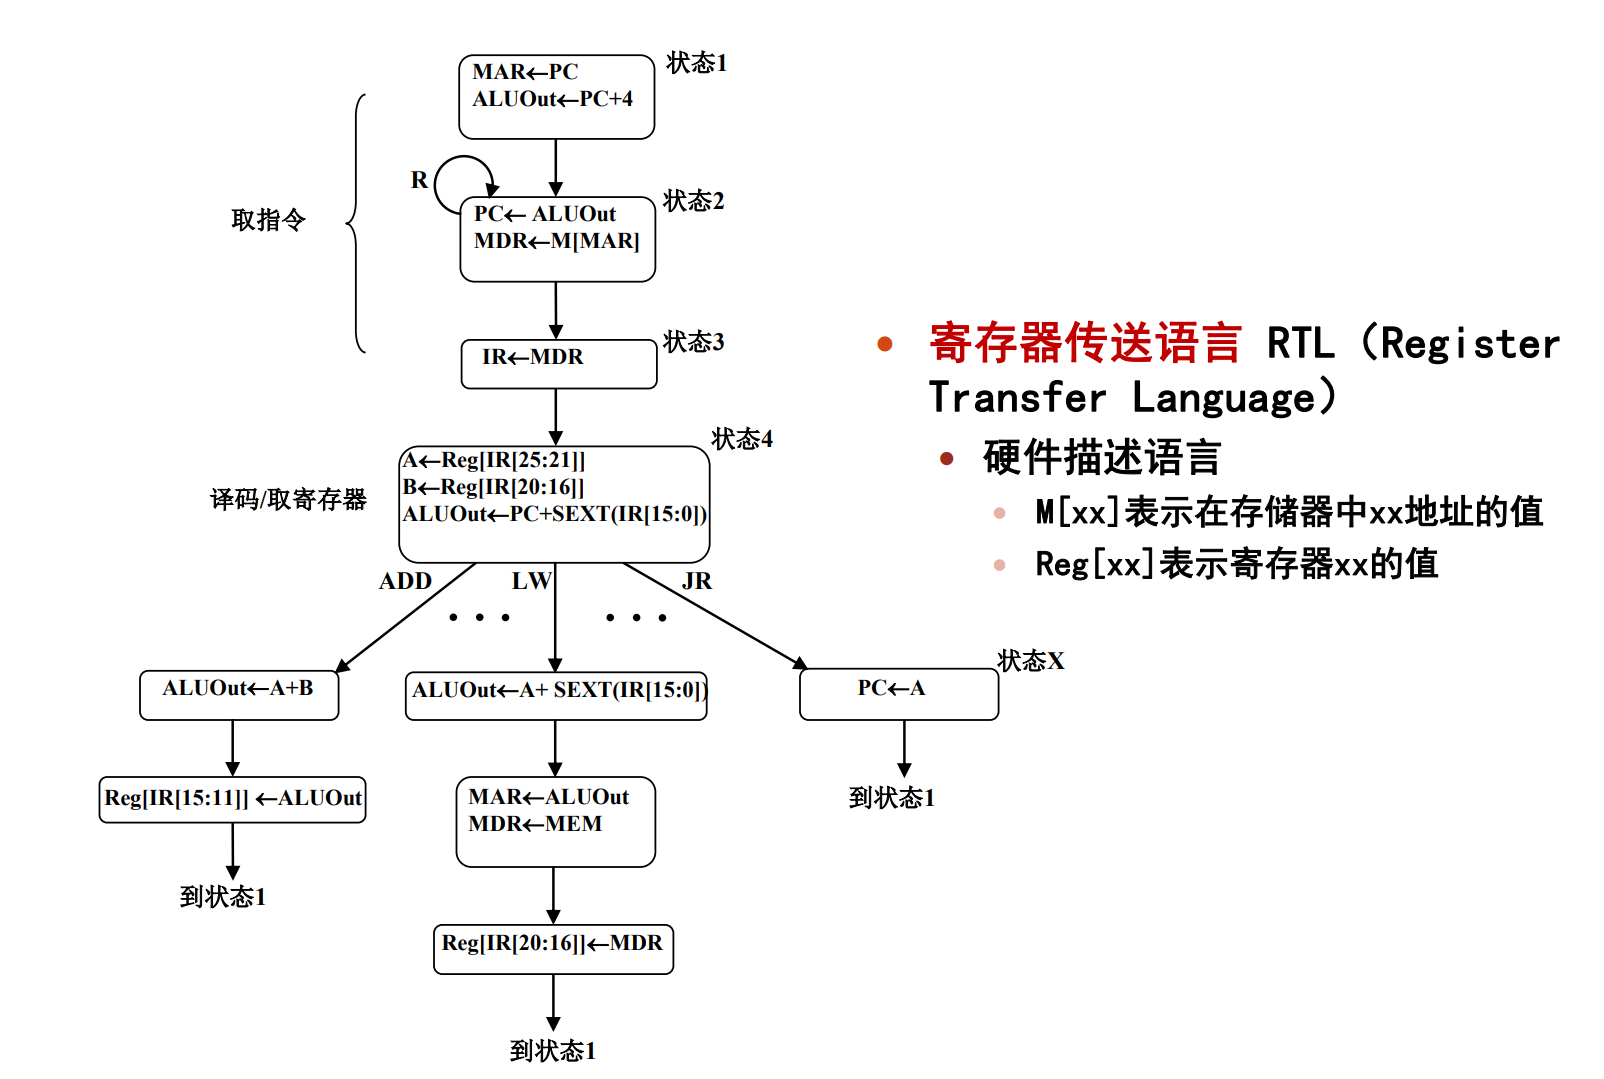 状态1
MAR←PC
ALUOut←PC+4
R
状态2
PC← ALUOut
MDR←M[MAR]
取指令
状态3
IR←MDR
状态4
A←Reg[IR[25:21]]
B←Reg[IR[20:16]]
ALUOut←PC+SEXT(IR[15:0])
译码/取寄存器
ADD
LW
JR
• • •
• • •
ALUOut←A+B
Reg[IR[15:11]] ←ALUOut
到状态1
ALUOut←A+ SEXT(IR[15:0])
MAR←ALUOut
MDR←MEM
Reg[IR[20:16]]←MDR
到状态1
状态X
PC←A
到状态1
• 寄存器传送语言 RTL（Register
Transfer Language）
• 硬件描述语言
• M[xx]表示在存储器中xx地址的值
• Reg[xx]表示寄存器xx的值